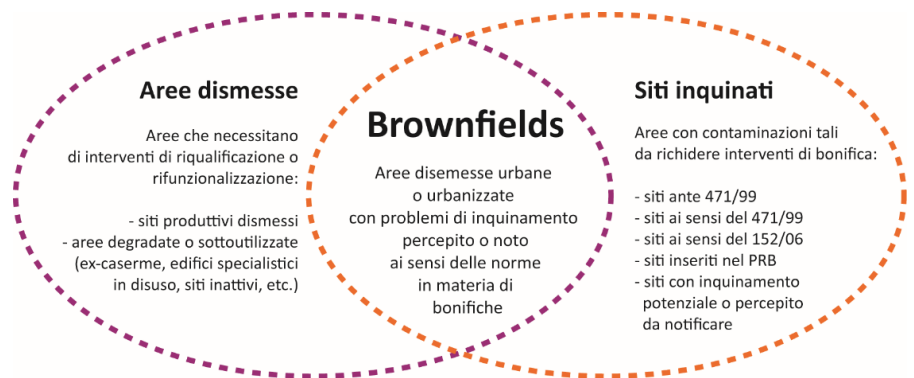 Aree dismesse
Aree che necessitano
di interventi di riqualificazione o
rifunzionalizzazione:
- siti produttivi dismessi
- aree degradate o sottoutilizzate
(ex-caserme, edifici specialistici
in disuso, siti inattivi, etc.)
Brownfields
Aree disemesse urbane
o urbanizzate
con problemi di inquinamento
percepito o noto
ai sensi delle norme
in materia di
bonifiche
Siti inquinati
Aree con contaminazioni tali
da richidere interventi di bonifica:
- siti ante 471/99
- siti ai sensi del 471/99
- siti ai sensi del 152/06
- siti inseriti nel PRB
- siti con inquinamento
potenziale o percepito
da notificare